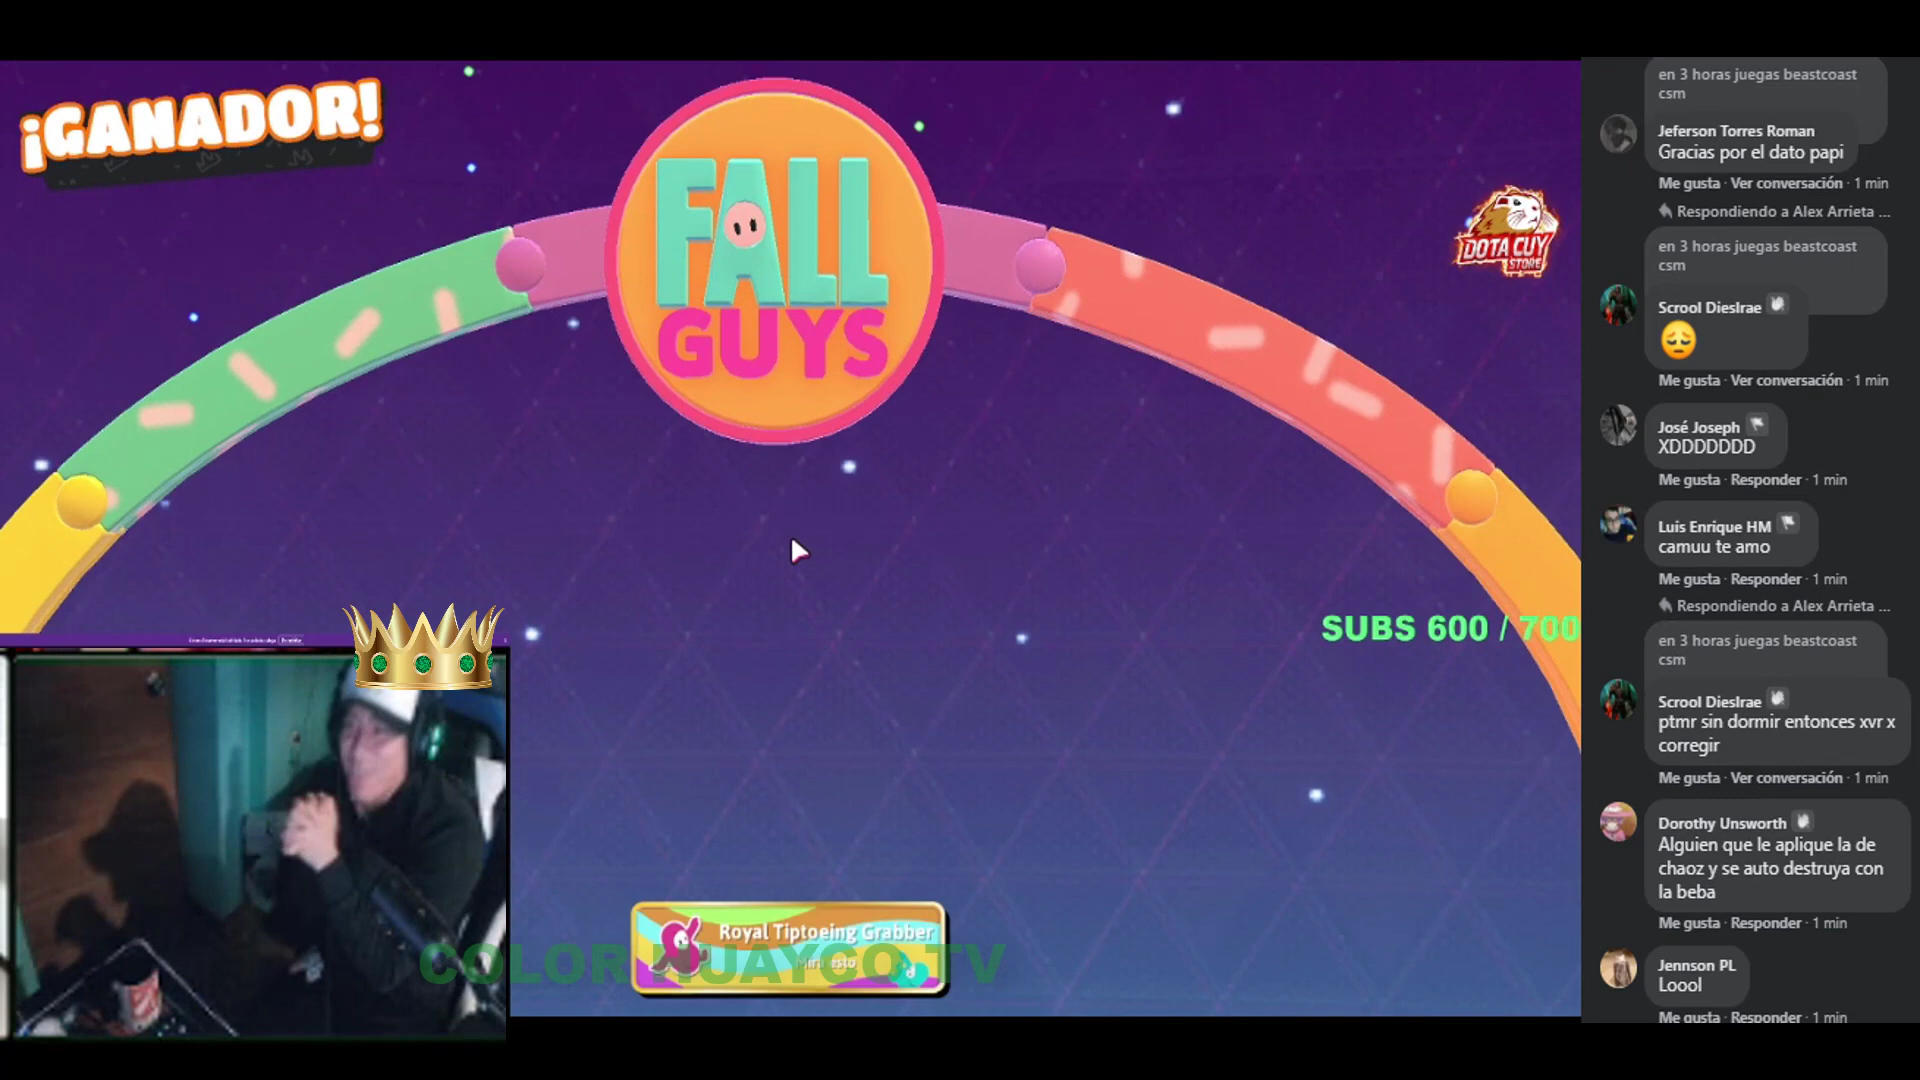 ¡GANADOR!
FALL
GUYS
DOTA CUY
STORE
SUBS 600 / 700
Royal Tiptoeing Grabber
COLOR HUAYCO TV
en 3 horas juegas beastcoast
csm
Jeferson Torres Roman
Gracias por el dato papi
Me gusta · Ver conversación · 1 min
Respondiendo a Alex Arrieta ...
en 3 horas juegas beastcoast
csm
Scrool Dieslrae
😔
Me gusta · Ver conversación · 1 min
José Joseph
XDDDDDDD
Me gusta · Responder · 1 min
Luis Enrique HM
camuu te amo
Me gusta · Responder · 1 min
Respondiendo a Alex Arrieta ...
en 3 horas juegas beastcoast
csm
Scrool Dieslrae
ptmr sin dormir entonces xvr x
corregir
Me gusta · Ver conversación · 1 min
Dorothy Unsworth
Alguien que le aplique la de
chaoz y se auto destruya con
la beba
Me gusta · Responder · 1 min
Jennson PL
Loool
Me gusta · Responder · 1 min